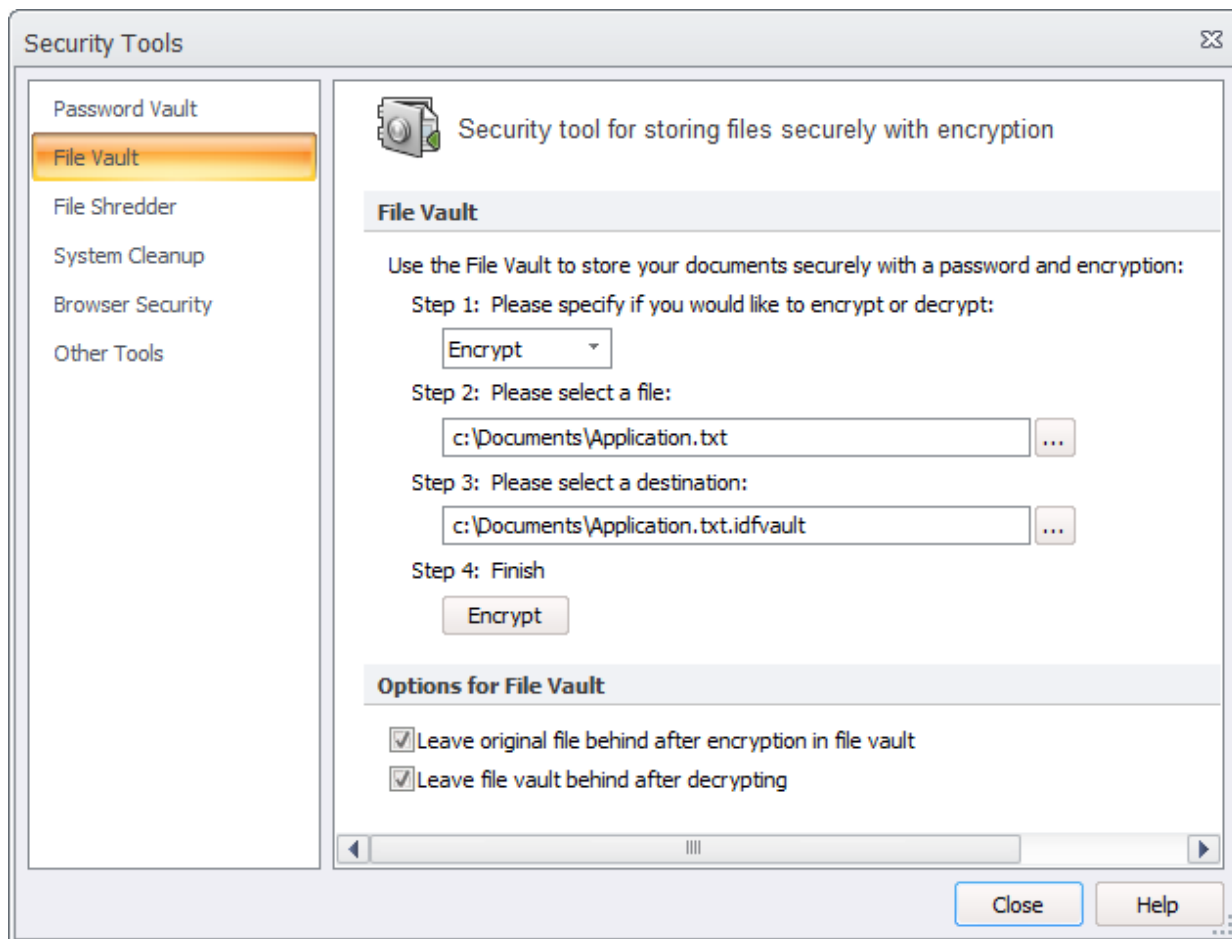 Security Tools
Password Vault
File Vault
File Shredder
System Cleanup
Browser Security
Other Tools
Security tool for storing files securely with encryption
File Vault
Use the File Vault to store your documents securely with a password and encryption:
Step 1: Please specify if you would like to encrypt or decrypt:
Encrypt
Step 2: Please select a file:
c:\Documents\Application.txt
...
Step 3: Please select a destination:
c:\Documents\Application.txt.idfvault
...
Step 4: Finish
Encrypt
Options for File Vault
Leave original file behind after encryption in file vault
Leave file vault behind after decrypting
Close
Help